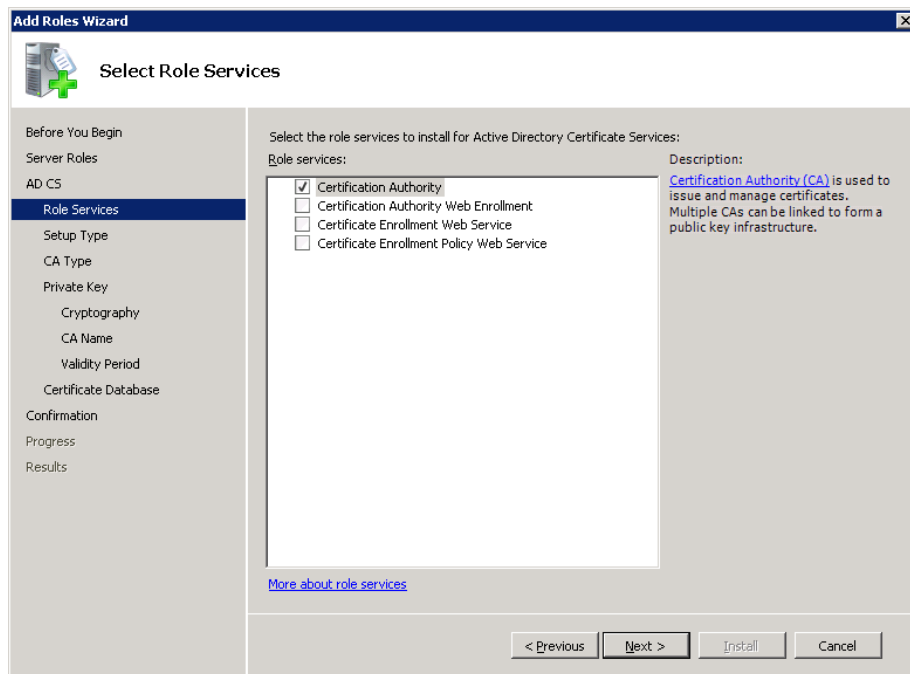 Add Roles Wizard
Select Role Services
Before You Begin
Server Roles
AD CS
Role Services
Setup Type
CA Type
Private Key
Cryptography
CA Name
Validity Period
Certificate Database
Confirmation
Progress
Results
Select the role services to install for Active Directory Certificate Services:
Role services:
Certification Authority
Certification Authority Web Enrollment
Certificate Enrollment Web Service
Certificate Enrollment Policy Web Service
More about role services
Description:
Certification Authority (CA) is used to
issue and manage certificates.
Multiple CAs can be linked to form a
public key infrastructure.
< Previous
Next >
Install
Cancel